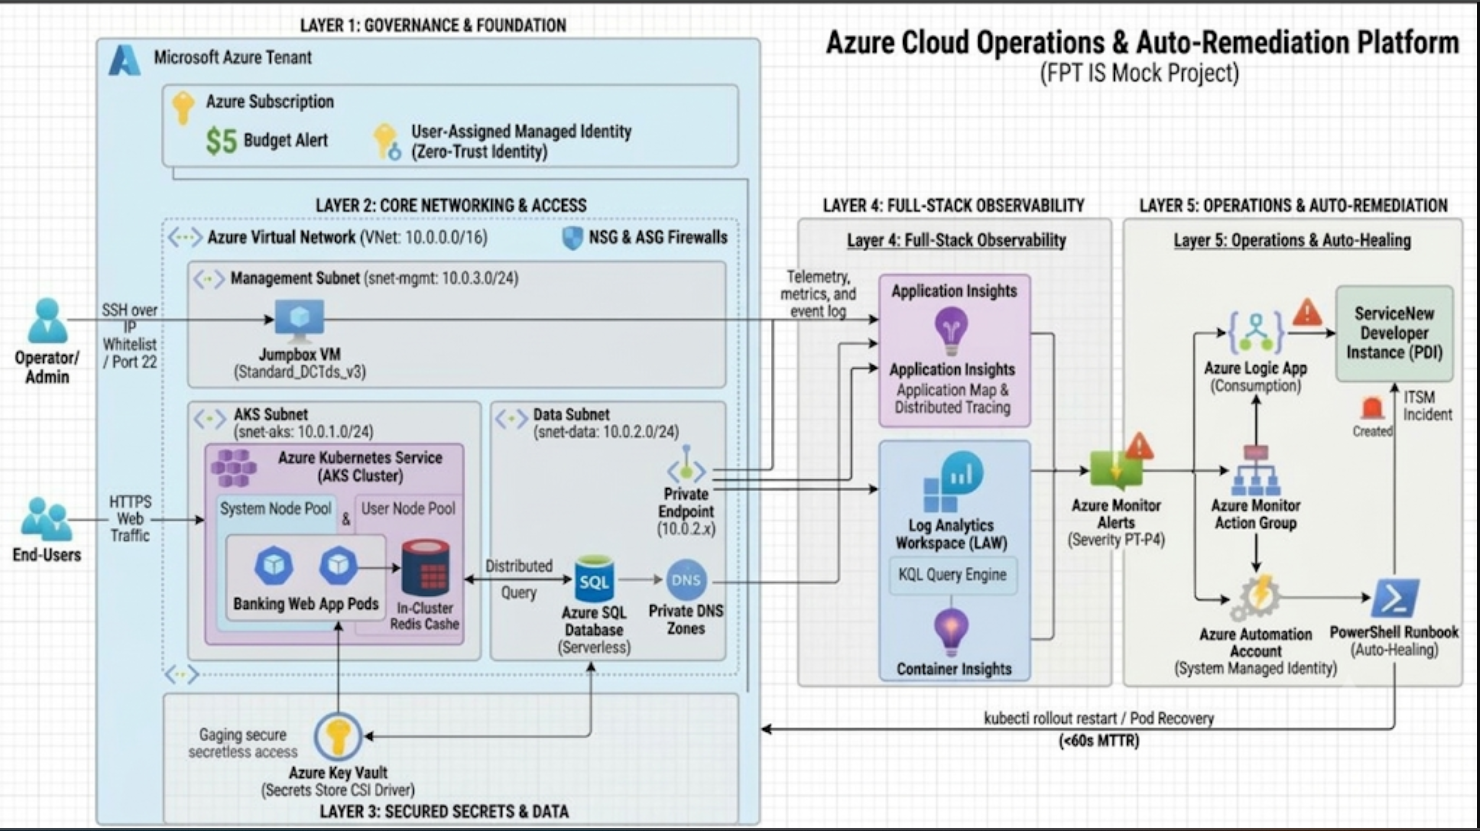 LAYER 1: GOVERNANCE & FOUNDATION
Azure Cloud Operations & Auto-Remediation Platform
(FPT IS Mock Project)
Microsoft Azure Tenant
Azure Subscription
$5 Budget Alert
User-Assigned Managed Identity
(Zero-Trust Identity)
LAYER 2: CORE NETWORKING & ACCESS
Azure Virtual Network (VNet: 10.0.0.0/16)
NSG & ASG Firewalls
Management Subnet (snet-mgmt: 10.0.3.0/24)
SSH over
IP
Whitelist
/ Port 22
Operator/
Admin
Jumpbox VM
(Standard_DCTds_v3)
AKS Subnet
(snet-aks: 10.0.1.0/24)
Azure Kubernetes Service
(AKS Cluster)
System Node Pool
&
User Node Pool
HTTPS
Web
Traffic
End-Users
Banking Web App Pods
In-Cluster
Redis Cashe
Data Subnet
(snet-data: 10.0.2.0/24)
Private
Endpoint
(10.0.2.x)
Distributed
Query
SQL
Azure SQL
Database
(Serverless)
DNS
Private DNS
Zones
Gaging secure
secretless access
Azure Key Vault
(Secrets Store CSI Driver)
LAYER 3: SECURED SECRETS & DATA
LAYER 4: FULL-STACK OBSERVABILITY
Layer 4: Full-Stack Observability
Telemetry,
metrics, and
event log
Application Insights
Application Insights
Application Map &
Distributed Tracing
Log Analytics
Workspace (LAW)
KQL Query Engine
Container Insights
Azure Monitor
Alerts
(Severity PT-P4)
LAYER 5: OPERATIONS & AUTO-REMEDIATION
Layer 5: Operations & Auto-Healing
Azure Logic App
(Consumption)
ServiceNew
Developer
Instance (PDI)
Created
ITSM
Incident
Azure Monitor
Action Group
Azure Automation
Account
(System Managed Identity)
PowerShell Runbook
(Auto-Healing)
kubectl rollout restart / Pod Recovery
(<60s MTTR)